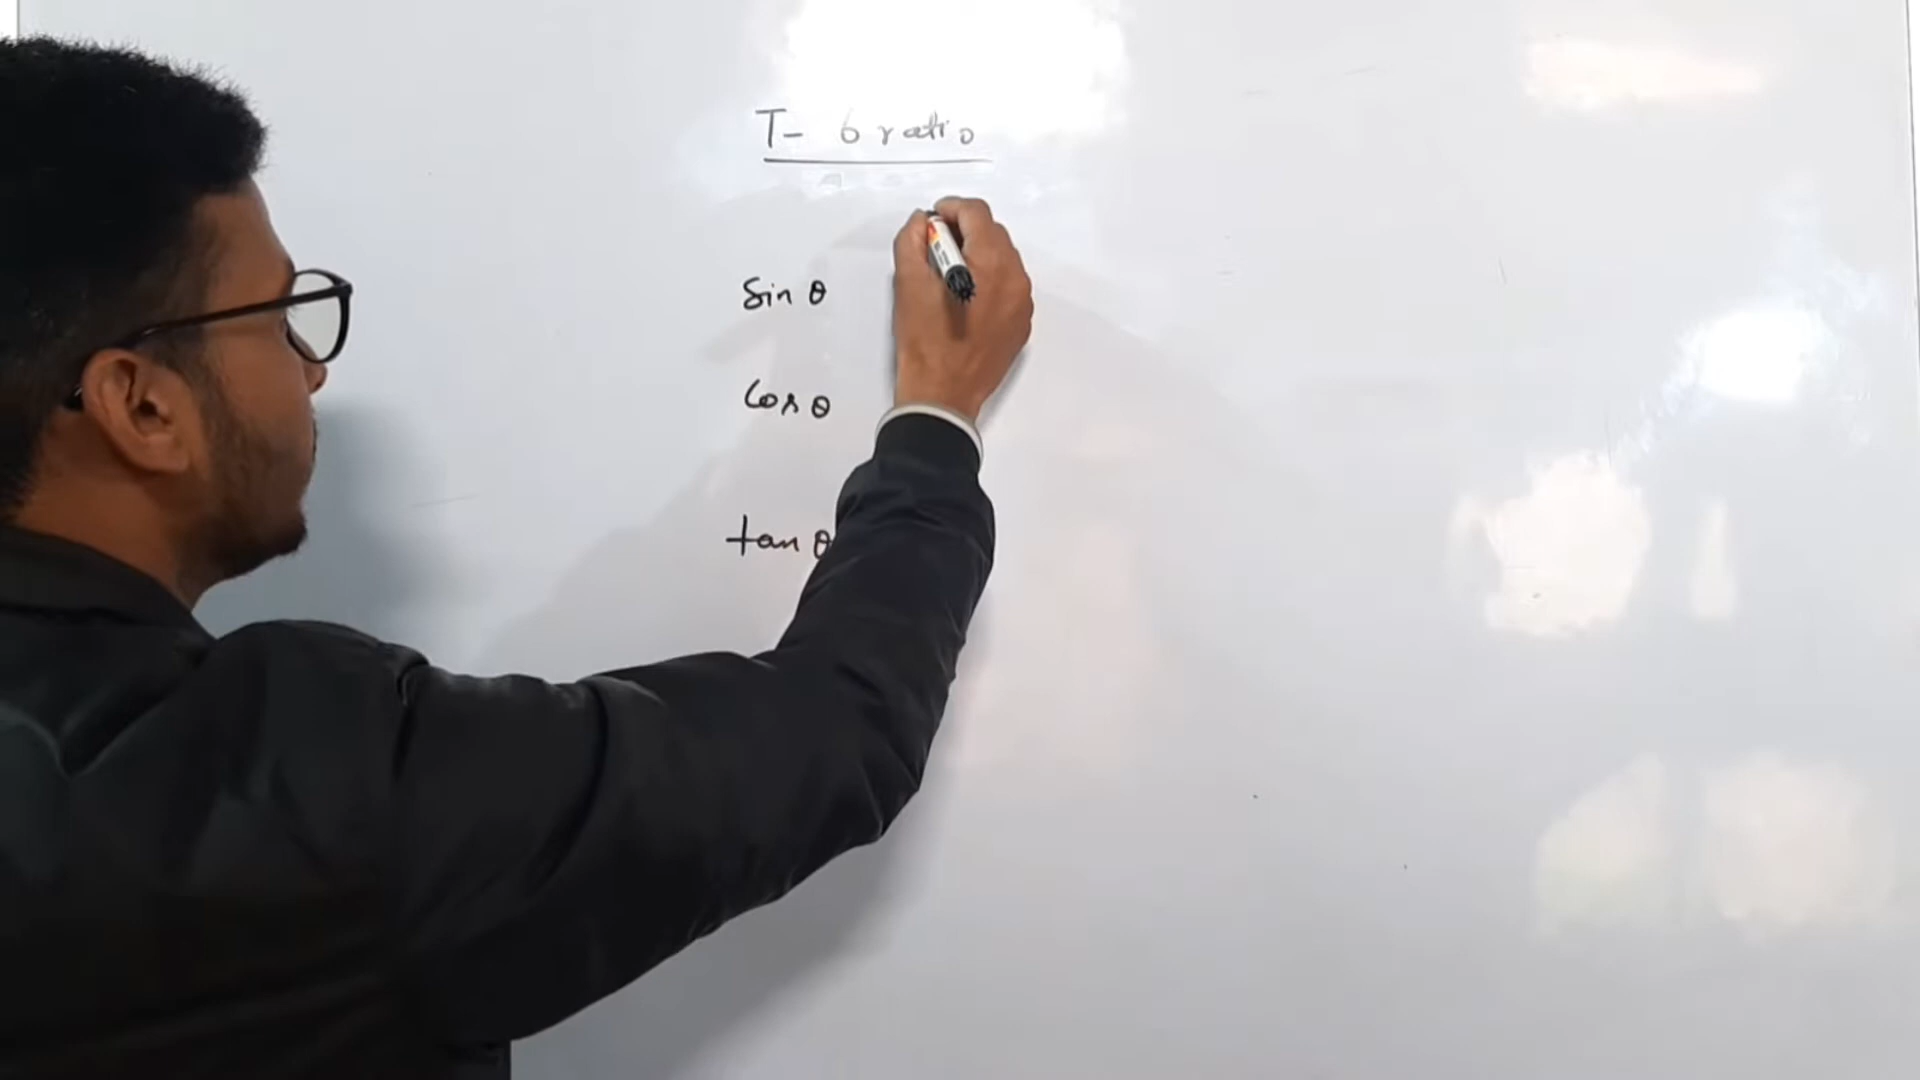 T- 6 ratio
Sin θ
Cos θ
tan θ